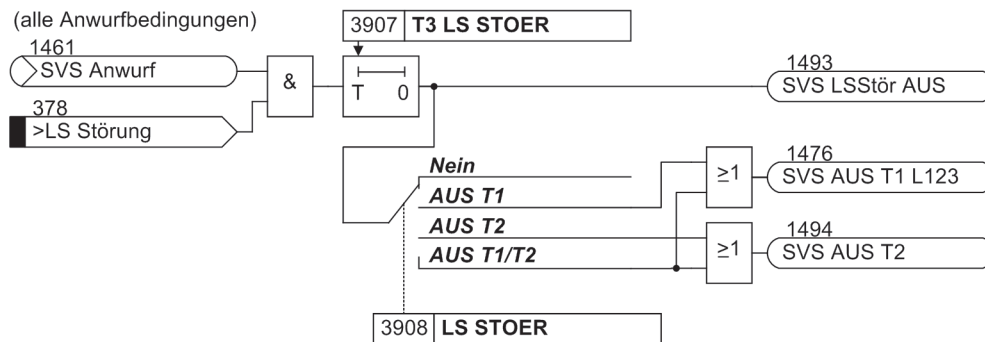 (alle Anwurfbedingungen)
3907 T3 LS STOER
1461
SVS Anwurf
&
T 0
1493
SVS LSStör AUS
378
>LS Störung
Nein
AUS T1
AUS T2
AUS T1/T2
≥1
1476
SVS AUS T1 L123
≥1
1494
SVS AUS T2
3908 LS STOER